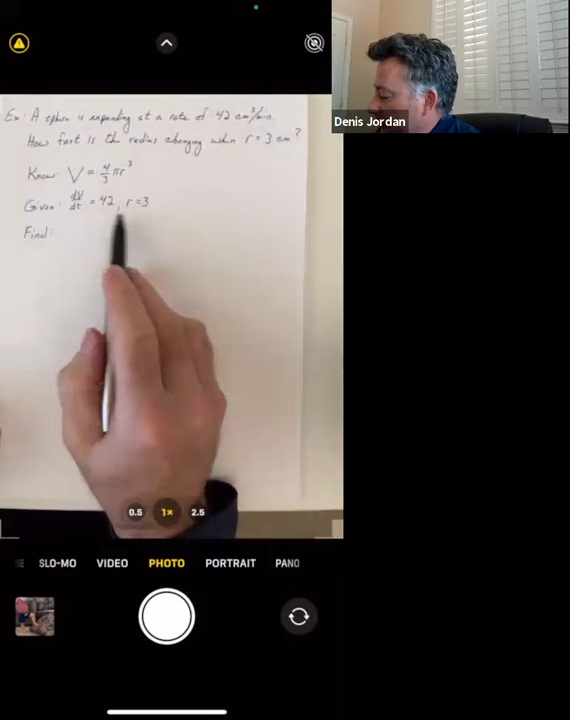 Denis Jordan
Ex: A sphere is expanding at a rate of 42 cm³/min.
How fast is the radius changing when r = 3 cm?
Know: V = 4/3 πr³
Given: dV/dt = 42, r = 3
Find:
0.5 1× 2.5
SLO-MO VIDEO PHOTO PORTRAIT PANO